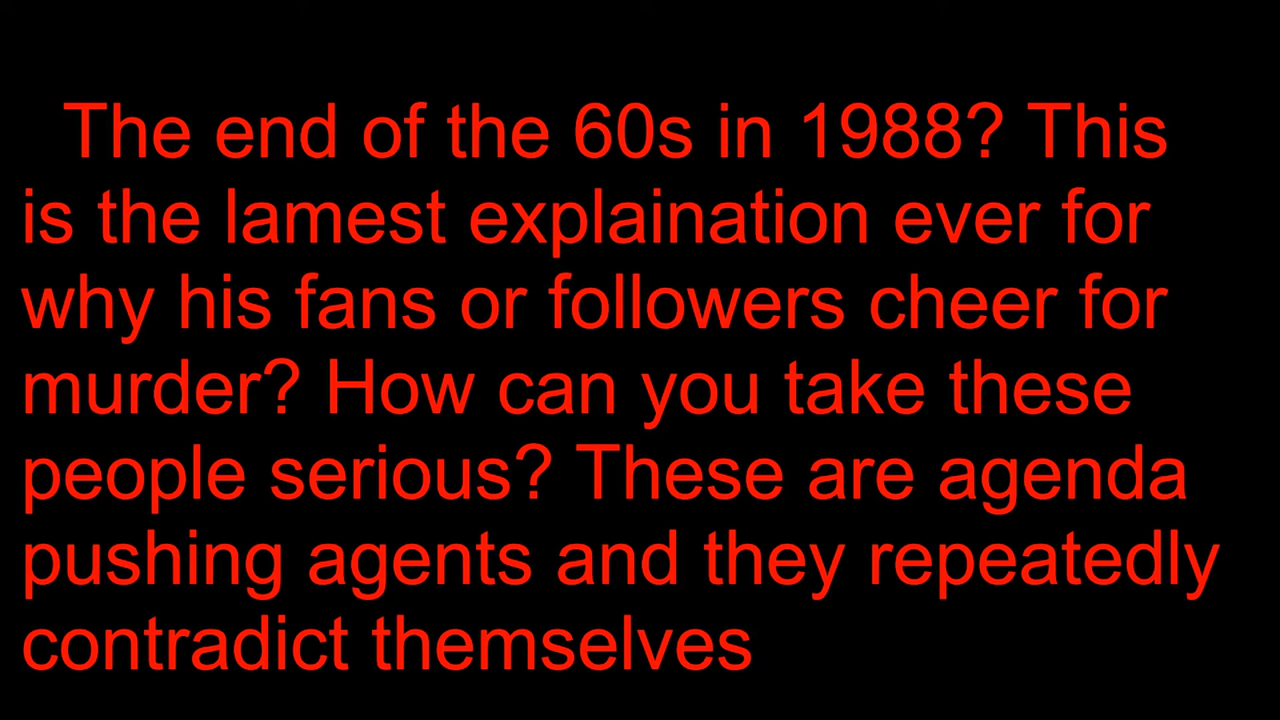 The end of the 60s in 1988? This
is the lamest explaination ever for
why his fans or followers cheer for
murder? How can you take these
people serious? These are agenda
pushing agents and they repeatedly
contradict themselves